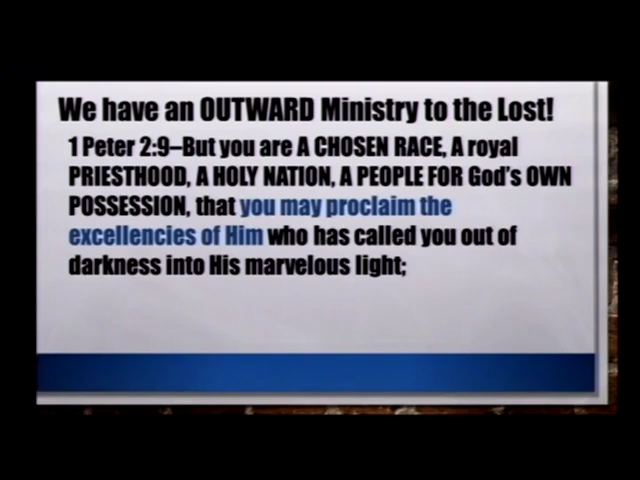 We have an OUTWARD Ministry to the Lost!
1 Peter 2:9–But you are A CHOSEN RACE, A royal
PRIESTHOOD, A HOLY NATION, A PEOPLE FOR God's OWN
POSSESSION, that you may proclaim the
excellencies of Him who has called you out of
darkness into His marvelous light;